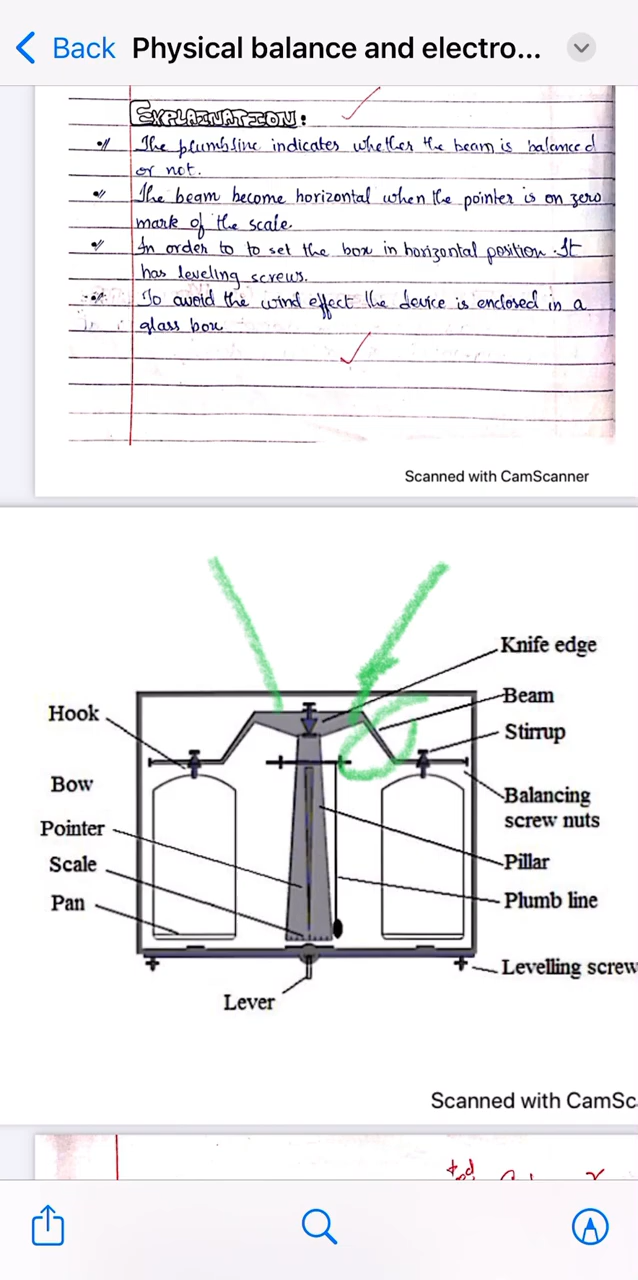 Back Physical balance and electro...
EXPLAINATION:
The plumbline indicates whether the beam is balanced
or not.
The beam become horizontal when the pointer is on zero
mark of the scale.
In order to to set the box in horizontal position. It
has leveling screws.
To avoid the wind effect the device is enclosed in a
glass box
Scanned with CamScanner
Knife edge
Beam
Hook
Stirrup
Bow
Balancing
screw nuts
Pointer
Scale
Pillar
Pan
Plumb line
Levelling screw
Lever
Scanned with CamSc